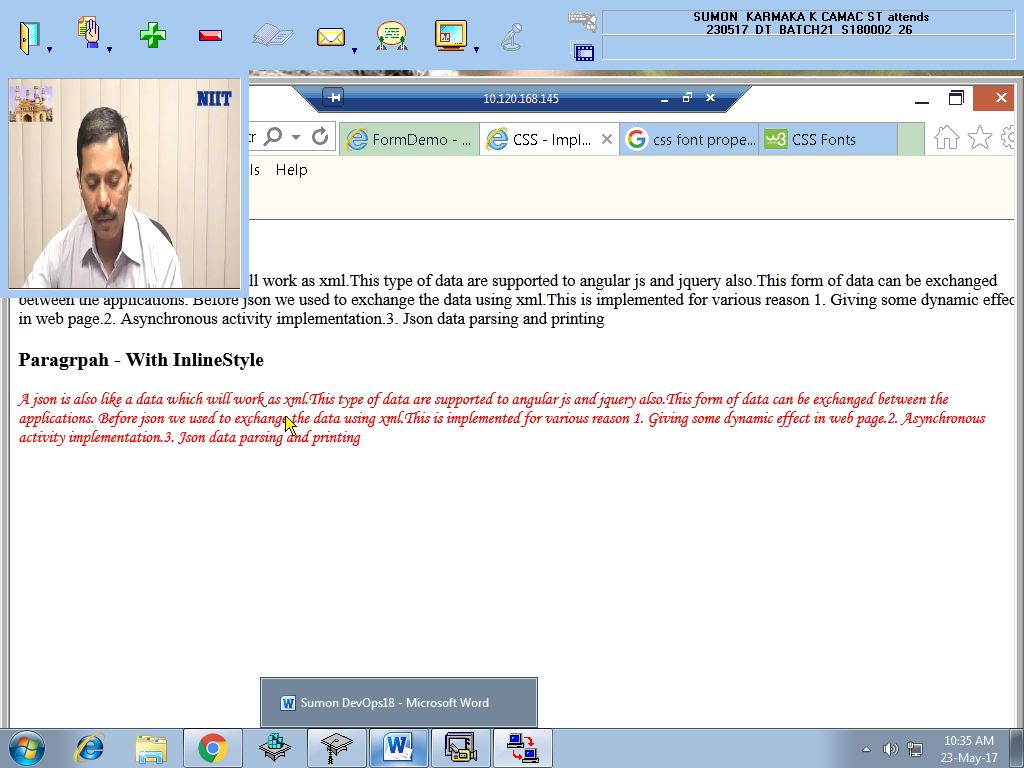 SUMON KARMAKA K CAMAC ST attends
230517_DT_BATCH21_S180002_26
NIIT
10.120.168.145
FormDemo - ...
CSS - Impl...
css font prope...
CSS Fonts
ls Help
ll work as xml.This type of data are supported to angular js and jquery also.This form of data can be exchanged
between the applications. Before json we used to exchange the data using xml.This is implemented for various reason 1. Giving some dynamic effec
in web page.2. Asynchronous activity implementation.3. Json data parsing and printing
Paragrpah - With InlineStyle
A json is also like a data which will work as xml.This type of data are supported to angular js and jquery also.This form of data can be exchanged between the
applications. Before json we used to exchange the data using xml.This is implemented for various reason 1. Giving some dynamic effect in web page.2. Asynchronous
activity implementation.3. Json data parsing and printing
Sumon DevOps18 - Microsoft Word
10:35 AM
23-May-17